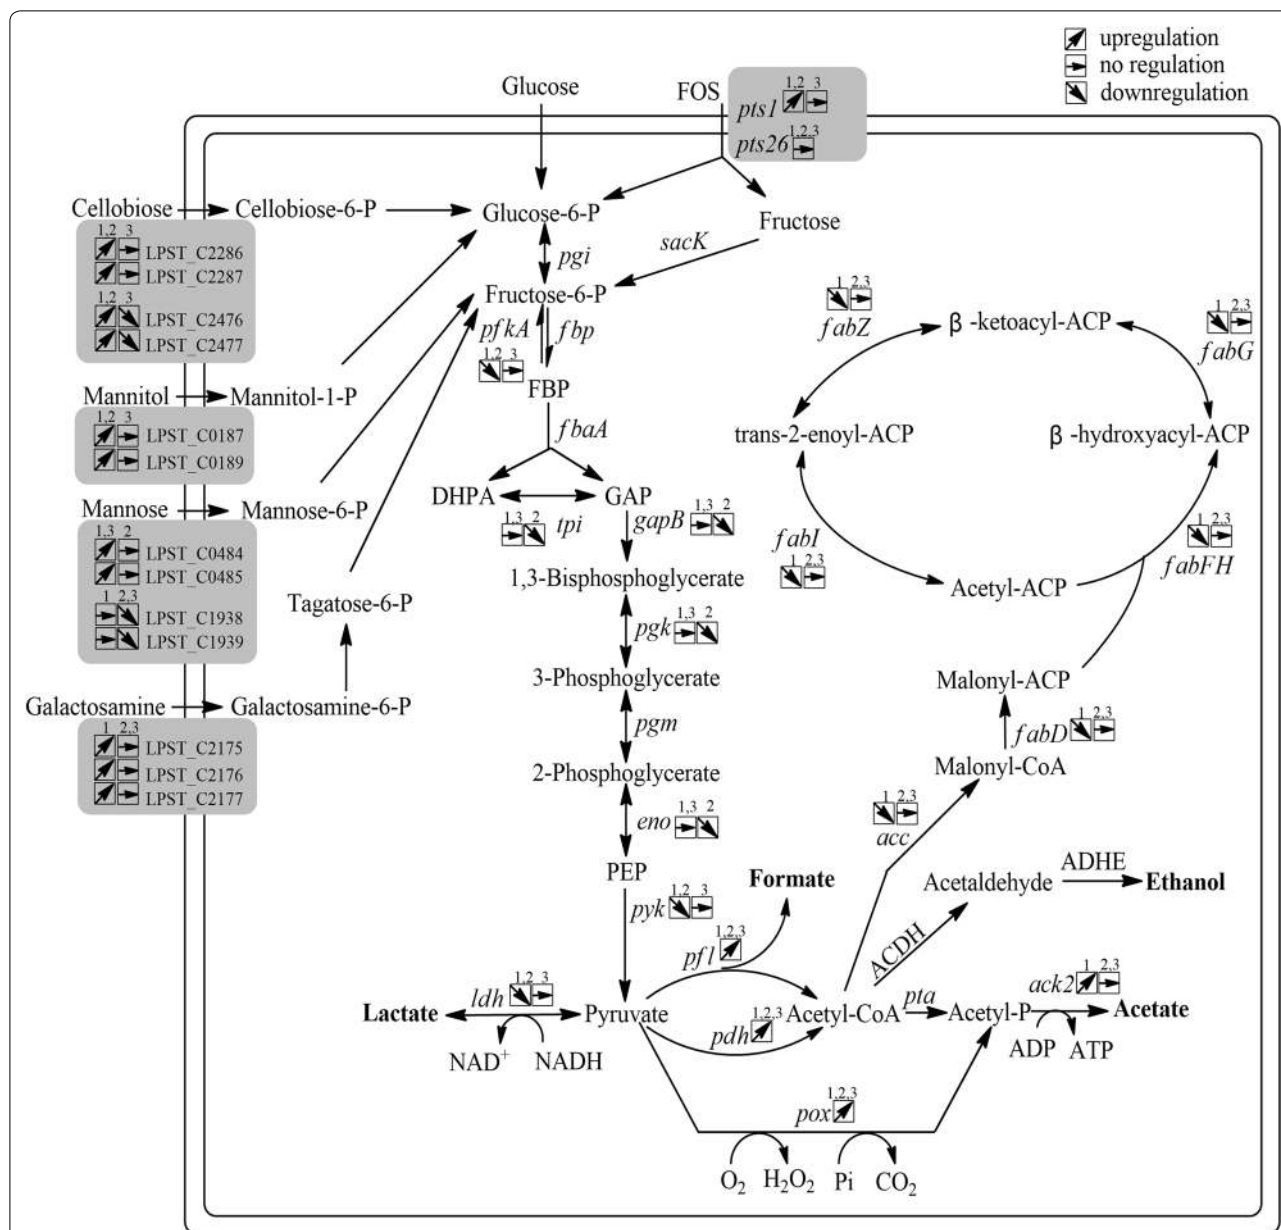 upregulation
no regulation
downregulation
Glucose
FOS
1,2 3
pts1
1,2,3
pts26
Cellobiose
Cellobiose-6-P
Glucose-6-P
Fructose
1,2 3
LPST_C2286
LPST_C2287
1,2 3
LPST_C2476
LPST_C2477
sacK
pgi
Fructose-6-P
pfkA
fbp
1,2 3
FBP
1 2,3
fabZ
β-ketoacyl-ACP
1 2,3
fabG
Mannitol
Mannitol-1-P
1,2 3
LPST_C0187
LPST_C0189
fbaA
trans-2-enoyl-ACP
β-hydroxyacyl-ACP
DHPA
GAP
1,3 2
tpi
gapB
1,3 2
Mannose
Mannose-6-P
1,3 2
LPST_C0484
LPST_C0485
1 2,3
LPST_C1938
LPST_C1939
fabI
1 2,3
1 2,3
fabFH
1,3-Bisphosphoglycerate
Acetyl-ACP
Tagatose-6-P
pgk
1,3 2
3-Phosphoglycerate
Malonyl-ACP
Galactosamine
Galactosamine-6-P
1 2,3
LPST_C2175
LPST_C2176
LPST_C2177
pgm
fabD
1 2,3
2-Phosphoglycerate
Malonyl-CoA
eno
1,3 2
1 2,3
acc
PEP
Formate
Acetaldehyde
ADHE
Ethanol
pyk
1,2 3
pfl
1,2,3
ACDH
Lactate
ldh
1,2 3
Pyruvate
pdh
1,2,3
Acetyl-CoA
pta
Acetyl-P
ack2
1 2,3
Acetate
NAD+
NADH
ADP
ATP
pox
1,2,3
O2
H2O2
Pi
CO2